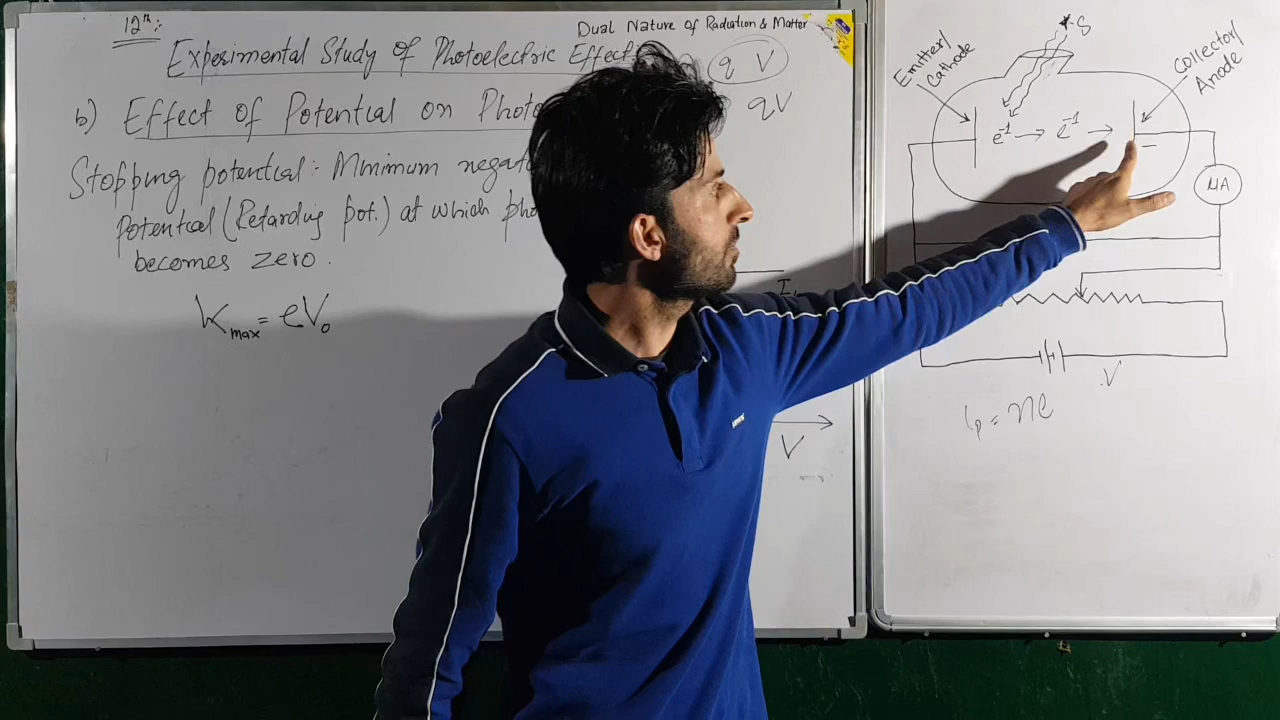 12th:
Dual Nature Of Radiation & Matter
Experimental Study of Photoelectric Effect
q V
qV
b) Effect of Potential on Photo
Stopping potential: Minimum negat
Potential (Retarding pot.) at which pho
becomes zero.
Kmax = eV₀
I
V
Emitter/
Cathode
S
Collector/
Anode
e⁻¹ → e⁻¹ →
−
μA
V
ip = ne
LEVI'S